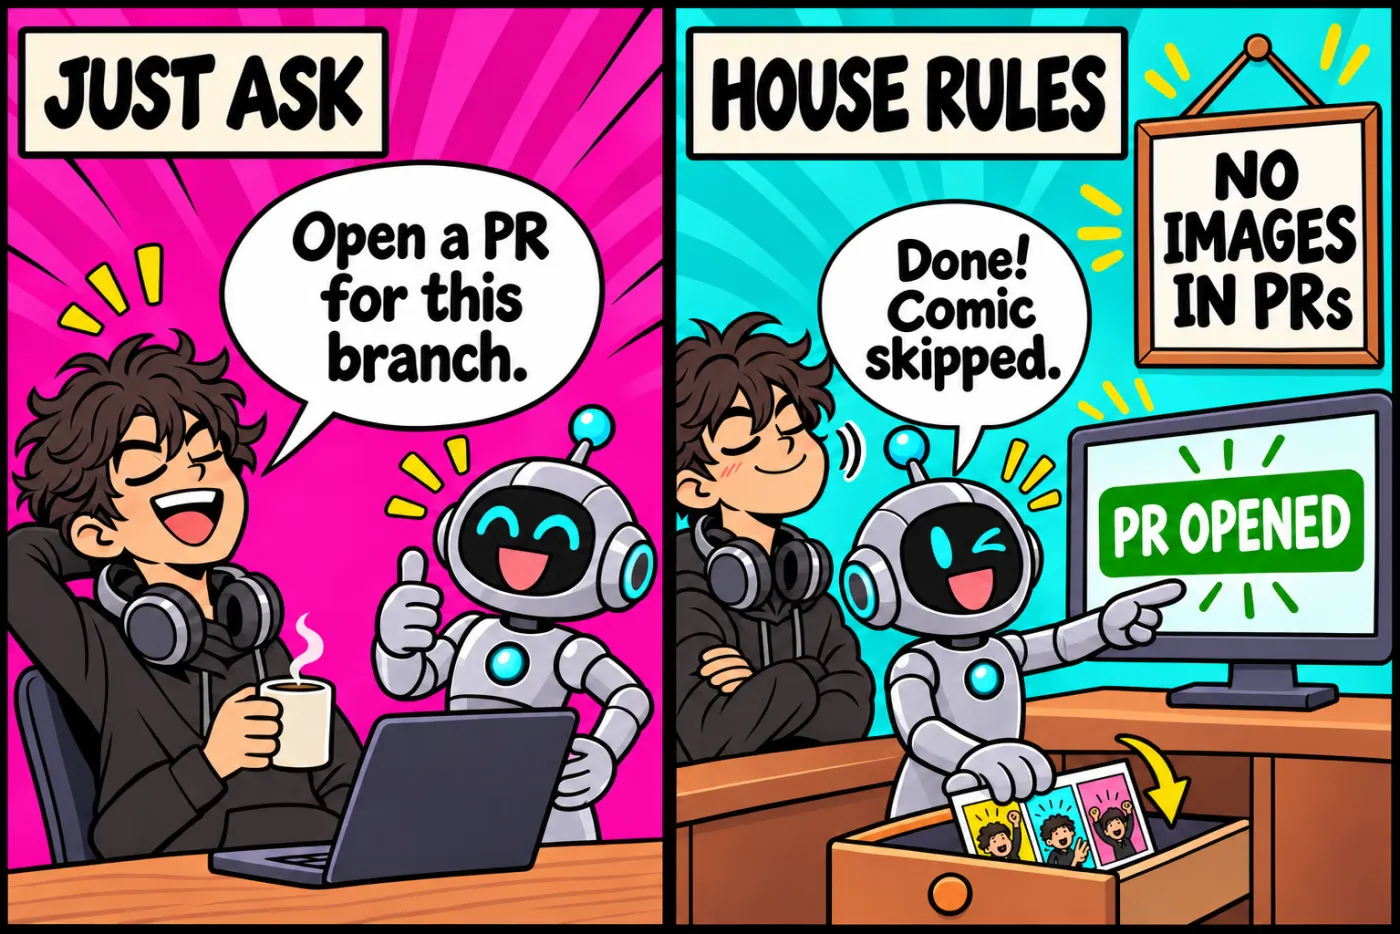 JUST ASK
Open a PR
for this
branch.
HOUSE RULES
NO
IMAGES
IN PRs
Done!
Comic
skipped.
PR OPENED